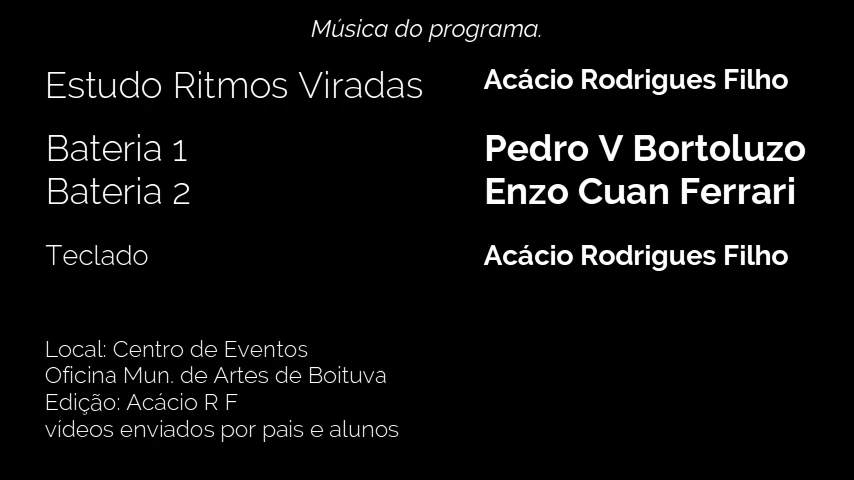 Música do programa.
Estudo Ritmos Viradas Acácio Rodrigues Filho
Bateria 1 Pedro V Bortoluzo
Bateria 2 Enzo Cuan Ferrari
Teclado Acácio Rodrigues Filho
Local: Centro de Eventos
Oficina Mun. de Artes de Boituva
Edição: Acácio R F
vídeos enviados por pais e alunos